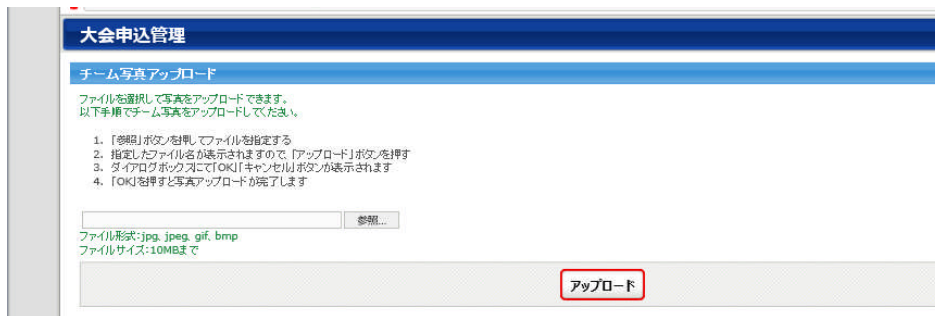 大会申込管理
チーム写真アップロード
ファイルを選択して写真をアップロードできます。
以下手順でチーム写真をアップロードしてください。
1. 「参照」ボタンを押してファイルを指定する
2. 指定したファイル名が表示されますので、「アップロード」ボタンを押す
3. ダイアログボックスにて「OK」「キャンセル」ボタンが表示されます
4. 「OK」を押すと写真アップロードが完了します
参照...
ファイル形式:jpg, jpeg, gif, bmp
ファイルサイズ:10MBまで
アップロード